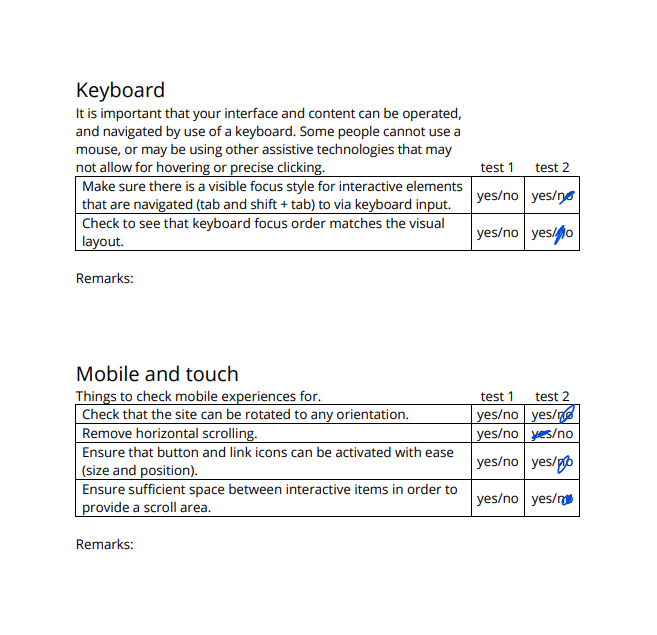 Keyboard
It is important that your interface and content can be operated,
and navigated by use of a keyboard. Some people cannot use a
mouse, or may be using other assistive technologies that may
not allow for hovering or precise clicking. test 1 test 2
Make sure there is a visible focus style for interactive elements
that are navigated (tab and shift + tab) to via keyboard input. yes/no yes/no
Check to see that keyboard focus order matches the visual
layout. yes/no yes/no
Remarks:
Mobile and touch
Things to check mobile experiences for. test 1 test 2
Check that the site can be rotated to any orientation. yes/no yes/no
Remove horizontal scrolling. yes/no yes/no
Ensure that button and link icons can be activated with ease
(size and position). yes/no yes/no
Ensure sufficient space between interactive items in order to
provide a scroll area. yes/no yes/no
Remarks: